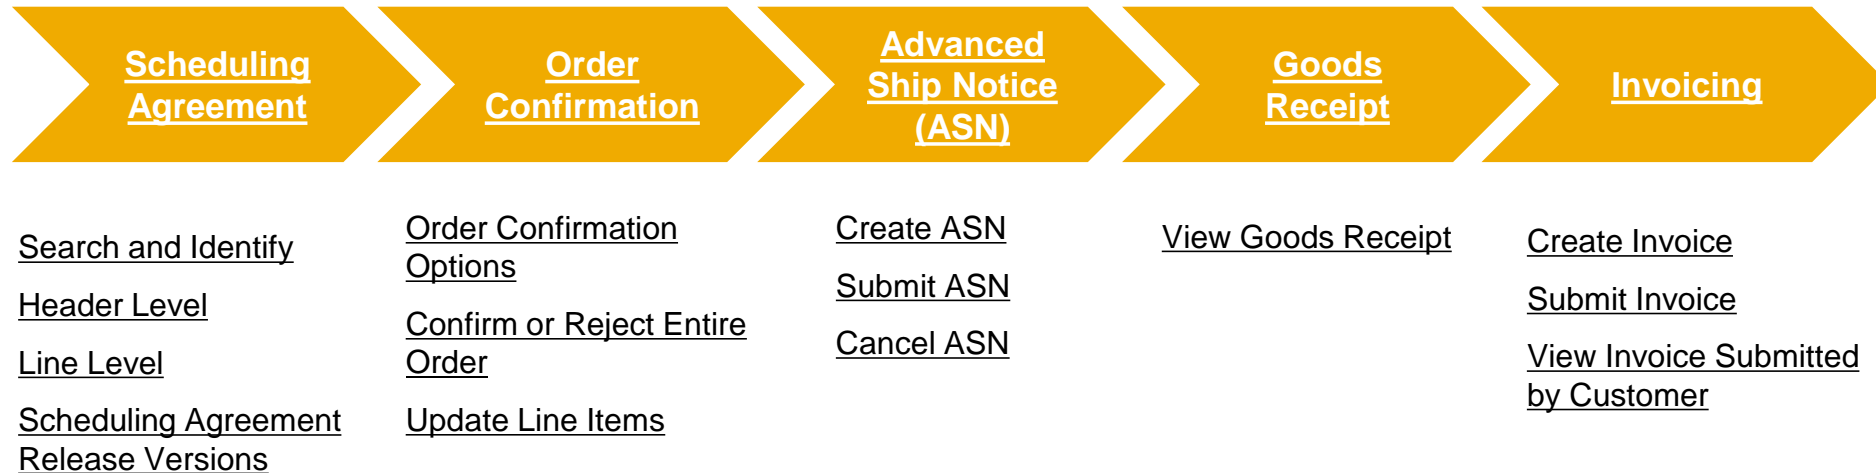 Scheduling
Agreement
Order
Confirmation
Advanced
Ship Notice
(ASN)
Goods
Receipt
Invoicing
Search and Identify
Header Level
Line Level
Scheduling Agreement
Release Versions
Order Confirmation
Options
Confirm or Reject Entire
Order
Update Line Items
Create ASN
Submit ASN
Cancel ASN
View Goods Receipt
Create Invoice
Submit Invoice
View Invoice Submitted
by Customer